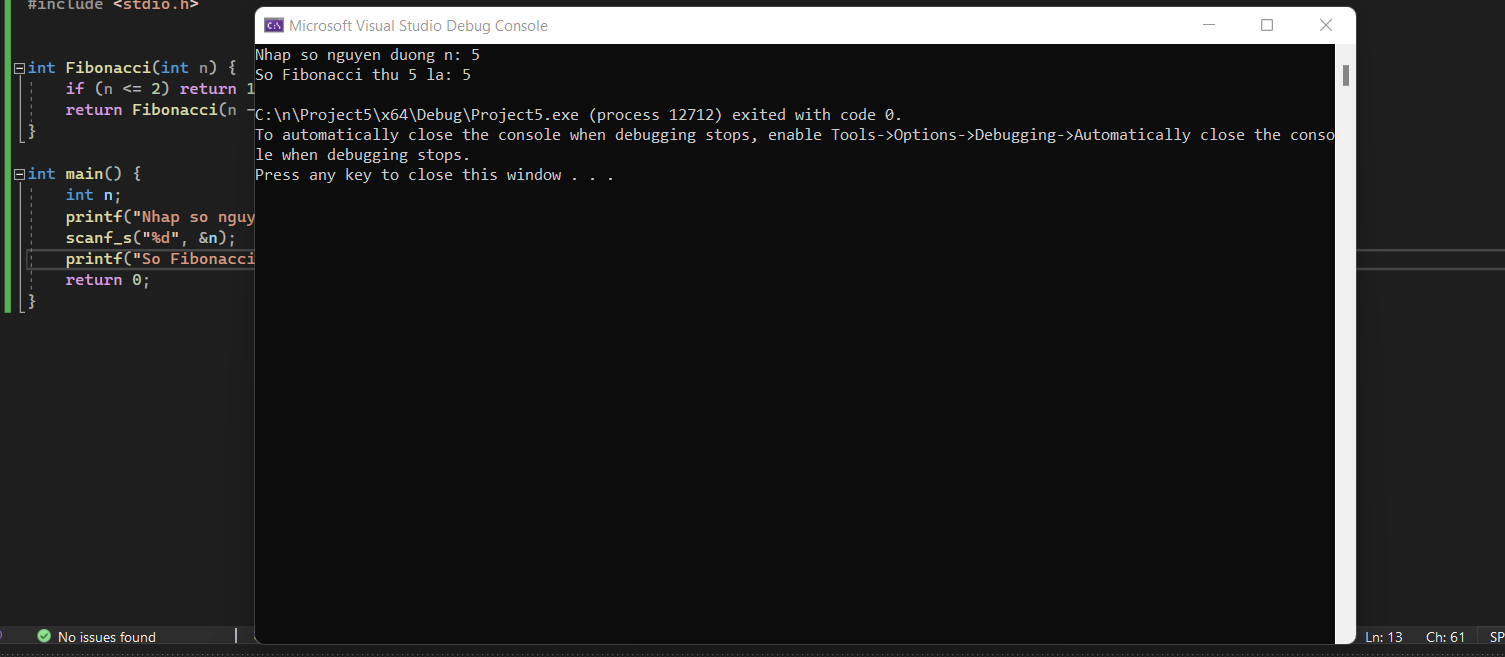 #include <stdio.h>
int Fibonacci(int n) {
if (n <= 2) return 1
return Fibonacci(n -
}
int main() {
int n;
printf("Nhap so nguy
scanf_s("%d", &n);
printf("So Fibonacci
return 0;
}
Microsoft Visual Studio Debug Console
Nhap so nguyen duong n: 5
So Fibonacci thu 5 la: 5
C:\n\Project5\x64\Debug\Project5.exe (process 12712) exited with code 0.
To automatically close the console when debugging stops, enable Tools->Options->Debugging->Automatically close the conso
le when debugging stops.
Press any key to close this window . . .
No issues found
Ln: 13 Ch: 61 SP